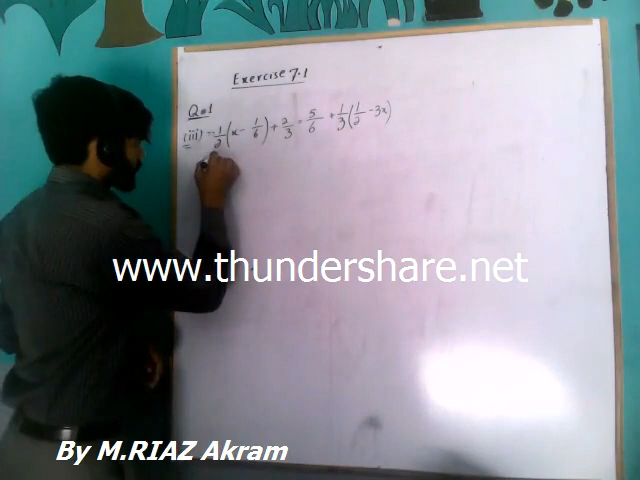 Exercise 7.1
Q#1
(iii) - 1/2 (x - 1/6) + 2/3 = 5/6 + 1/3 (1/2 - 3x)
www.thundershare.net
By M.RIAZ Akram